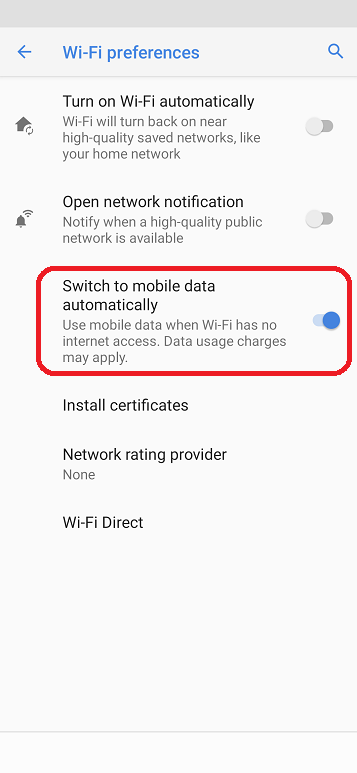 Wi-Fi preferences
Turn on Wi-Fi automatically
Wi-Fi will turn back on near
high-quality saved networks, like
your home network
Open network notification
Notify when a high-quality public
network is available
Switch to mobile data
automatically
Use mobile data when Wi-Fi has no
internet access. Data usage charges
may apply.
Install certificates
Network rating provider
None
Wi-Fi Direct